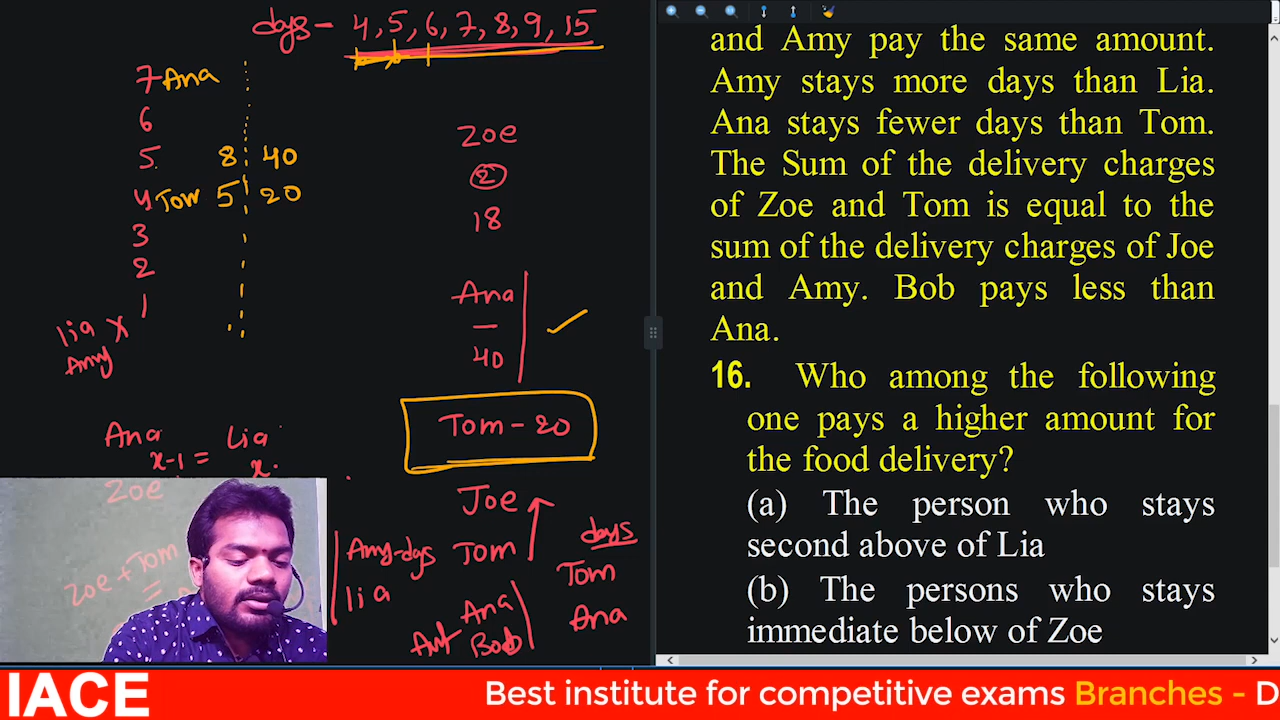 days - 4, 5, 6, 7, 8, 9, 15
7 Ana
6
5 8 40
4 Tom 5 20
3
2
1
lia x
Amy
Zoe
2
18
Ana
—
40
Tom - 20
Ana Lia
x-1 = x
Zoe
Zoe + Tom
=
Joe
Amy-days Tom
lia
Ana
Bob
days
Tom
Ana
and Amy pay the same amount.
Amy stays more days than Lia.
Ana stays fewer days than Tom.
The Sum of the delivery charges
of Zoe and Tom is equal to the
sum of the delivery charges of Joe
and Amy. Bob pays less than
Ana.
16. Who among the following
one pays a higher amount for
the food delivery?
(a) The person who stays
second above of Lia
(b) The persons who stays
immediate below of Zoe
IACE
Best institute for competitive exams Branches - D